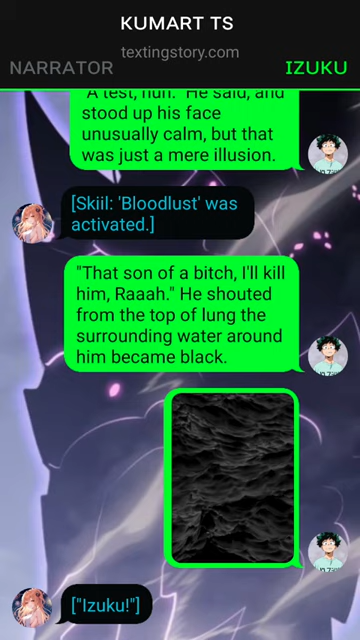 KUMART TS
textingstory.com
NARRATOR
IZUKU
"A test, huh." He said, and
stood up his face
unusually calm, but that
was just a mere illusion.
[Skiil: 'Bloodlust' was
activated.]
"That son of a bitch, I'll kill
him, Raaah." He shouted
from the top of lung the
surrounding water around
him became black.
["Izuku!"]